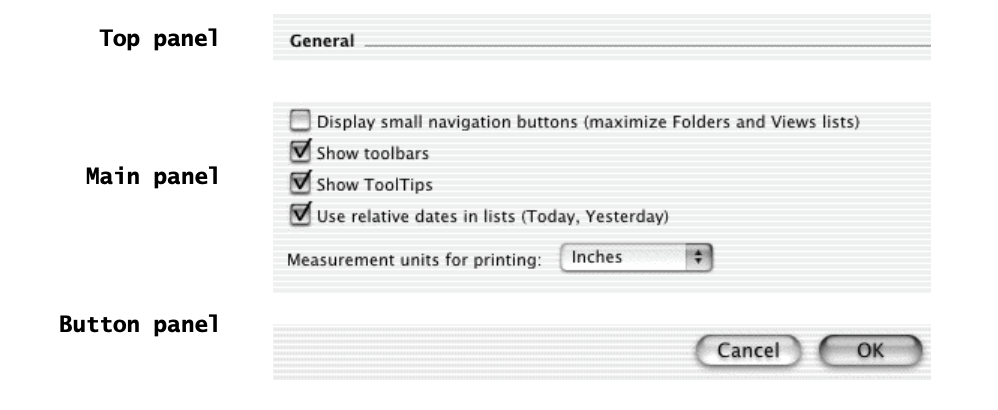 Top panel
General
Main panel
Display small navigation buttons (maximize Folders and Views lists)
Show toolbars
Show ToolTips
Use relative dates in lists (Today, Yesterday)
Measurement units for printing: Inches
Button panel
Cancel OK